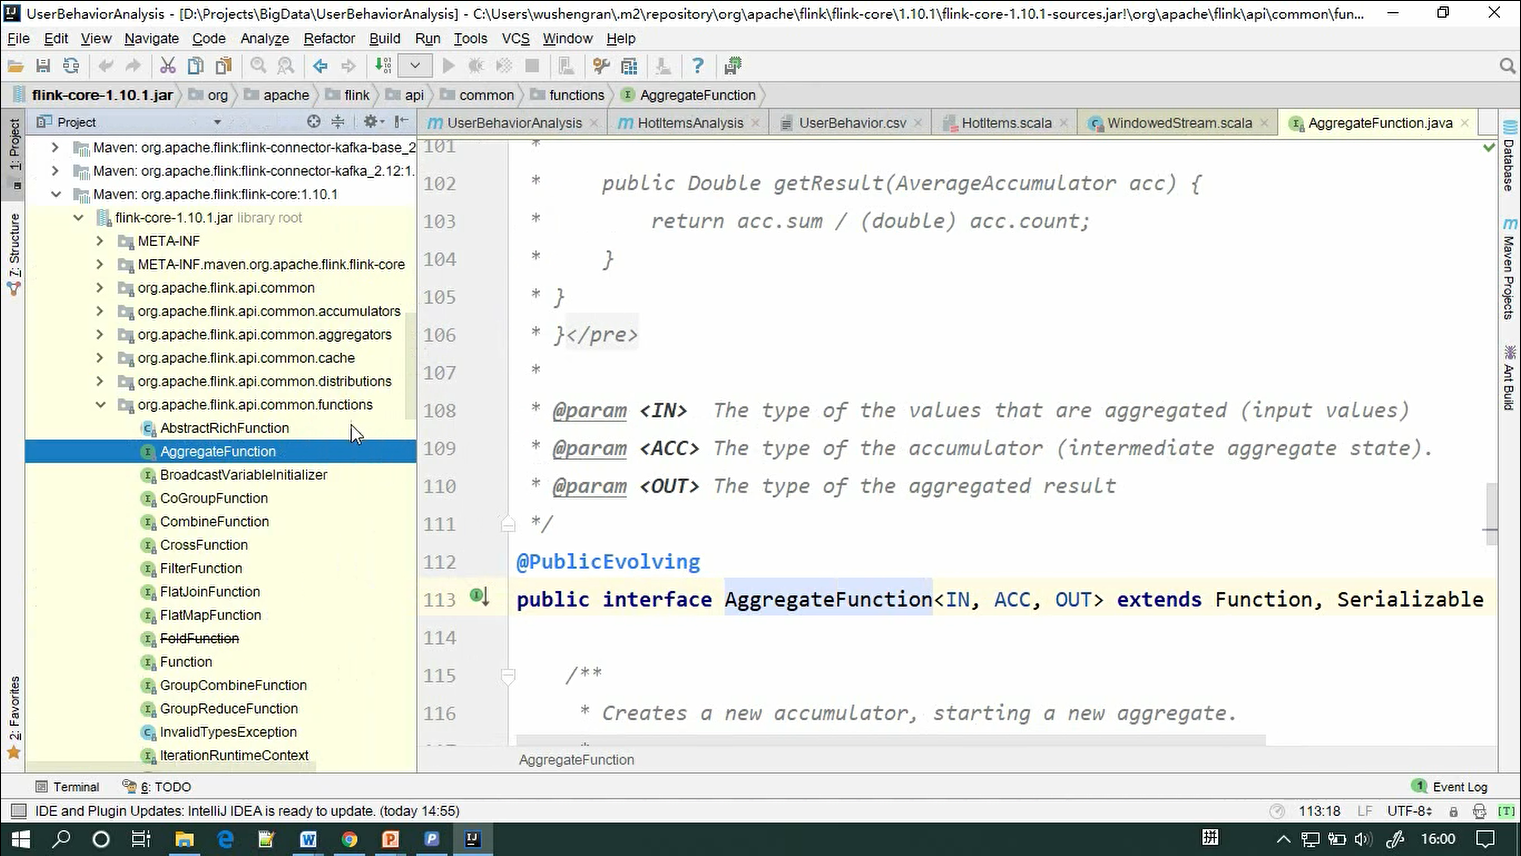 UserBehaviorAnalysis - [D:\Projects\BigData\UserBehaviorAnalysis] - C:\Users\wushengran\.m2\repository\org\apache\flink\flink-core\1.10.1\flink-core-1.10.1-sources.jar!\org\apache\flink\api\common\fun...
File Edit View Navigate Code Analyze Refactor Build Run Tools VCS Window Help
flink-core-1.10.1.jar org apache flink api common functions AggregateFunction
Project
UserBehaviorAnalysis HotItemsAnalysis UserBehavior.csv HotItems.scala WindowedStream.scala AggregateFunction.java
1: Project
7: Structure
2: Favorites
Maven: org.apache.flink:flink-connector-kafka-base_2
Maven: org.apache.flink:flink-connector-kafka_2.12:1.
Maven: org.apache.flink:flink-core:1.10.1
flink-core-1.10.1.jar library root
META-INF
META-INF.maven.org.apache.flink.flink-core
org.apache.flink.api.common
org.apache.flink.api.common.accumulators
org.apache.flink.api.common.aggregators
org.apache.flink.api.common.cache
org.apache.flink.api.common.distributions
org.apache.flink.api.common.functions
AbstractRichFunction
AggregateFunction
BroadcastVariableInitializer
CoGroupFunction
CombineFunction
CrossFunction
FilterFunction
FlatJoinFunction
FlatMapFunction
FoldFunction
Function
GroupCombineFunction
GroupReduceFunction
InvalidTypesException
IterationRuntimeContext
101 *
102 * public Double getResult(AverageAccumulator acc) {
103 * return acc.sum / (double) acc.count;
104 * }
105 * }
106 * }</pre>
107 *
108 * @param <IN> The type of the values that are aggregated (input values)
109 * @param <ACC> The type of the accumulator (intermediate aggregate state).
110 * @param <OUT> The type of the aggregated result
111 */
112 @PublicEvolving
113 public interface AggregateFunction<IN, ACC, OUT> extends Function, Serializable
114
115 /**
116 * Creates a new accumulator, starting a new aggregate.
AggregateFunction
Database
Maven Projects
Ant Build
Terminal 6: TODO 1 Event Log
IDE and Plugin Updates: IntelliJ IDEA is ready to update. (today 14:55) 113:18 LF UTF-8 [T]
拼 16:00